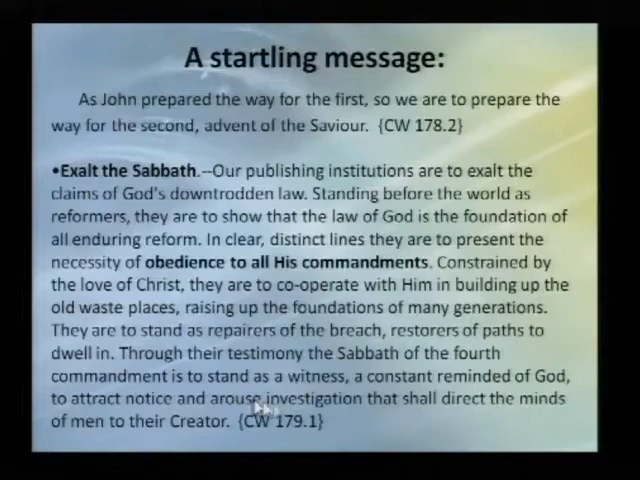 A startling message:
As John prepared the way for the first, so we are to prepare the
way for the second, advent of the Saviour. {CW 178.2}
•Exalt the Sabbath.--Our publishing institutions are to exalt the
claims of God's downtrodden law. Standing before the world as
reformers, they are to show that the law of God is the foundation of
all enduring reform. In clear, distinct lines they are to present the
necessity of obedience to all His commandments. Constrained by
the love of Christ, they are to co-operate with Him in building up the
old waste places, raising up the foundations of many generations.
They are to stand as repairers of the breach, restorers of paths to
dwell in. Through their testimony the Sabbath of the fourth
commandment is to stand as a witness, a constant reminded of God,
to attract notice and arouse investigation that shall direct the minds
of men to their Creator. {CW 179.1}